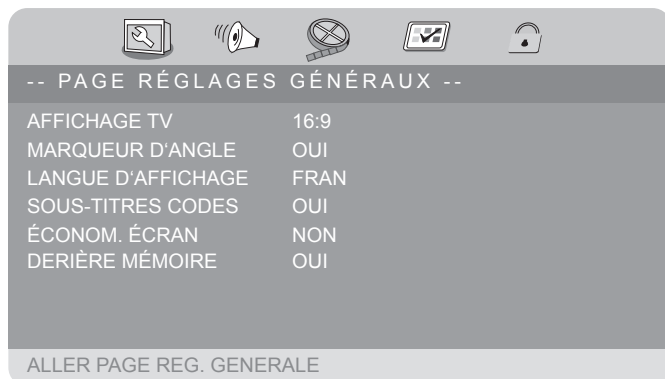 -- PAGE RÉGLAGES GÉNÉRAUX --
AFFICHAGE TV 16:9
MARQUEUR D‘ANGLE OUI
LANGUE D‘AFFICHAGE FRAN
SOUS-TITRES CODES OUI
ÉCONOM. ÉCRAN NON
DERIÈRE MÉMOIRE OUI
ALLER PAGE REG. GENERALE